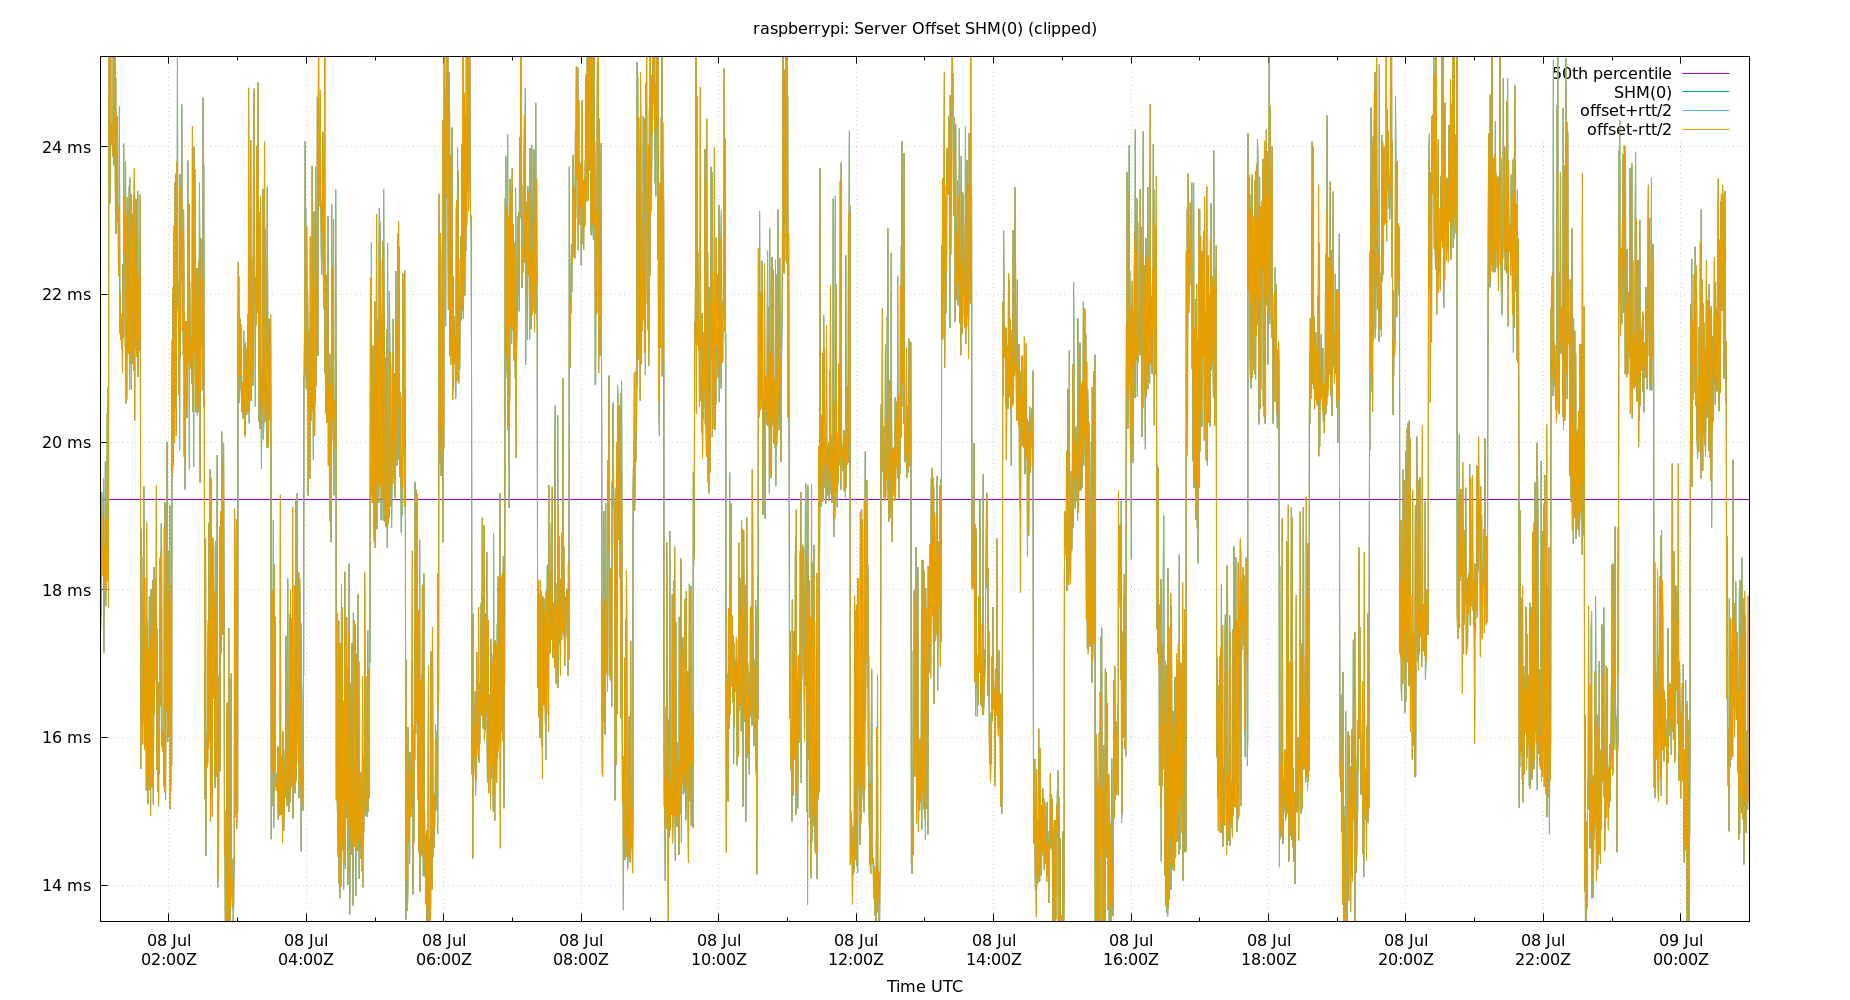 raspberrypi: Server Offset SHM(0) (clipped)
50th percentile
SHM(0)
offset+rtt/2
offset-rtt/2
24 ms
22 ms
20 ms
18 ms
16 ms
14 ms
08 Jul 08 Jul 08 Jul 08 Jul 08 Jul 08 Jul 08 Jul 08 Jul 08 Jul 08 Jul 08 Jul 09 Jul
02:00Z 04:00Z 06:00Z 08:00Z 10:00Z 12:00Z 14:00Z 16:00Z 18:00Z 20:00Z 22:00Z 00:00Z
Time UTC